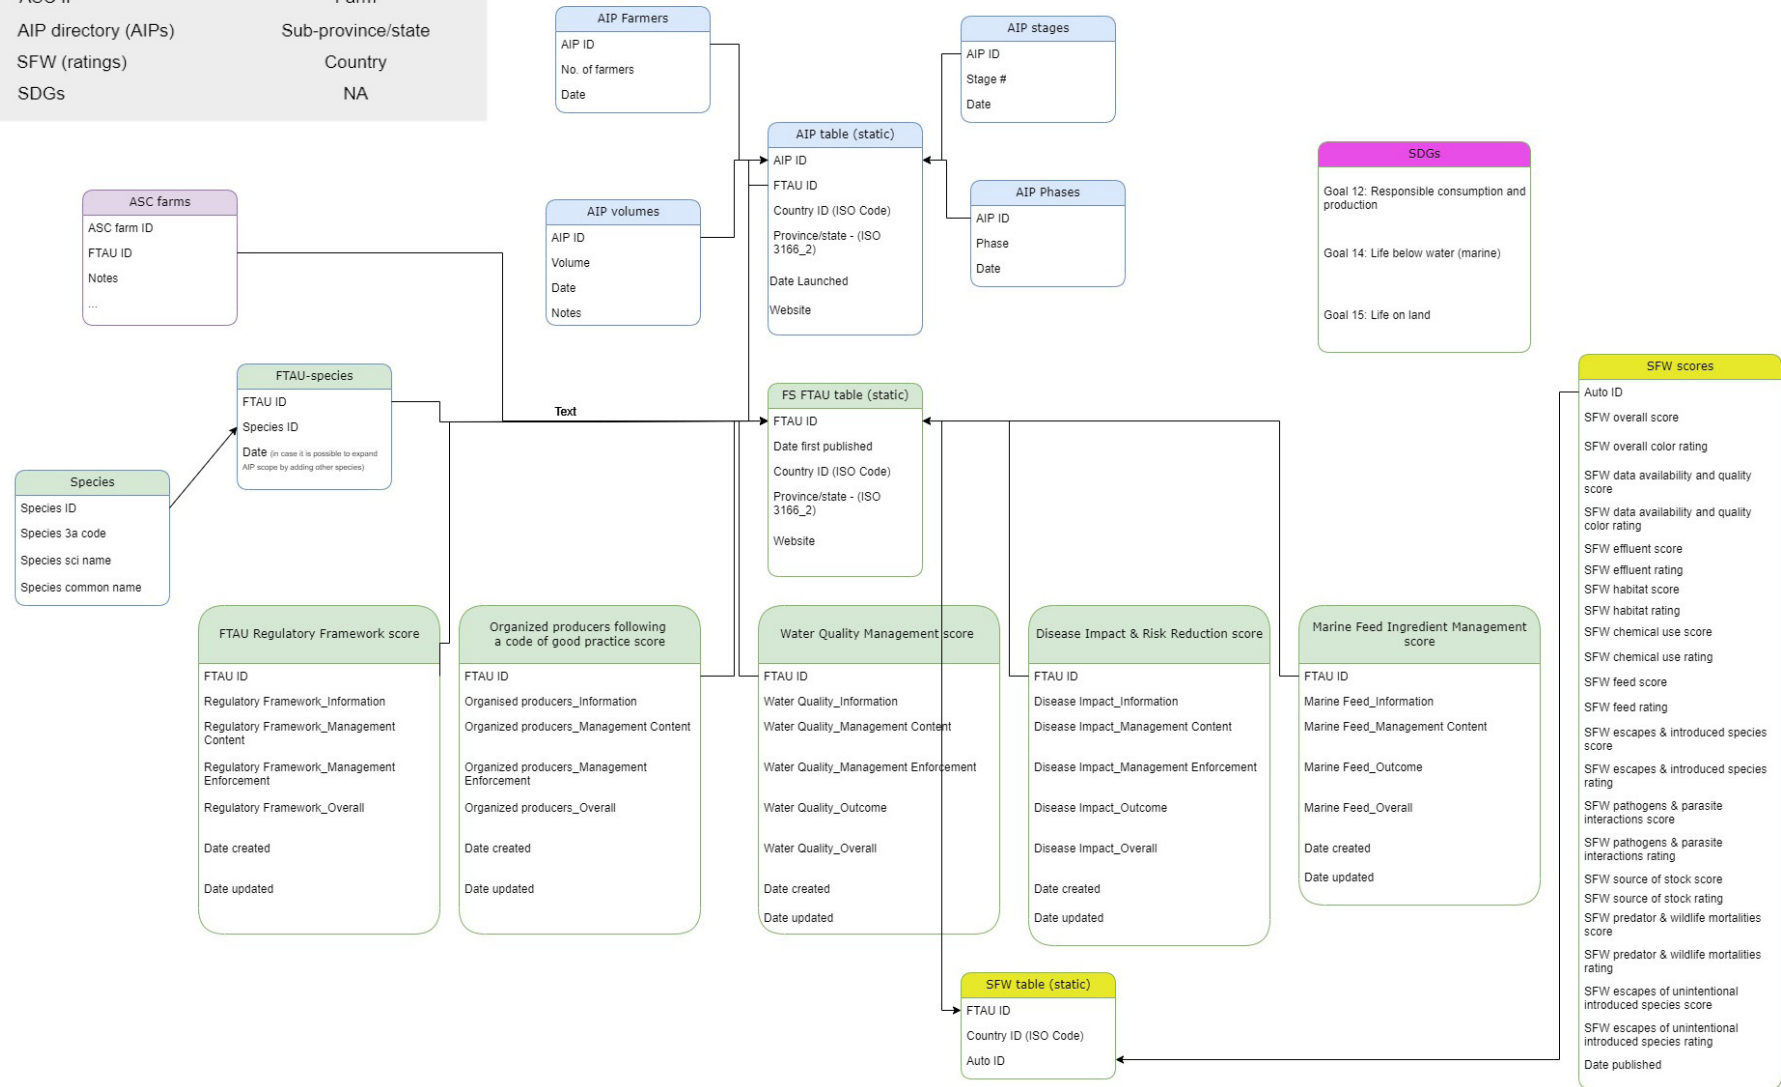 AIP directory (AIPs) Sub-province/state
SFW (ratings) Country
SDGs NA
AIP Farmers
AIP ID
No. of farmers
Date
AIP stages
AIP ID
Stage #
Date
AIP table (static)
AIP ID
FTAU ID
Country ID (ISO Code)
Province/state - (ISO
3166_2)
Date Launched
Website
SDGs
Goal 12: Responsible consumption and
production
Goal 14: Life below water (marine)
Goal 15: Life on land
ASC farms
ASC farm ID
FTAU ID
Notes
...
AIP volumes
AIP ID
Volume
Date
Notes
AIP Phases
AIP ID
Phase
Date
FTAU-species
FTAU ID
Species ID
Date (in case it is possible to expand
AIP scope by adding other species)
Text
FS FTAU table (static)
FTAU ID
Date first published
Country ID (ISO Code)
Province/state - (ISO
3166_2)
Website
Species
Species ID
Species 3a code
Species sci name
Species common name
FTAU Regulatory Framework score
FTAU ID
Regulatory Framework_Information
Regulatory Framework_Management
Content
Regulatory Framework_Management
Enforcement
Regulatory Framework_Overall
Date created
Date updated
Organized producers following
a code of good practice score
FTAU ID
Organised producers_Information
Organized producers_Management Content
Organized producers_Management
Enforcement
Organized producers_Overall
Date created
Date updated
Water Quality Management score
FTAU ID
Water Quality_Information
Water Quality_Management Content
Water Quality_Management Enforcement
Water Quality_Outcome
Water Quality_Overall
Date created
Date updated
Disease Impact & Risk Reduction score
FTAU ID
Disease Impact_Information
Disease Impact_Management Content
Disease Impact_Management Enforcement
Disease Impact_Outcome
Disease Impact_Overall
Date created
Date updated
Marine Feed Ingredient Management
score
FTAU ID
Marine Feed_Information
Marine Feed_Management Content
Marine Feed_Outcome
Marine Feed_Overall
Date created
Date updated
SFW scores
Auto ID
SFW overall score
SFW overall color rating
SFW data availability and quality
score
SFW data availability and quality
color rating
SFW effluent score
SFW effluent rating
SFW habitat score
SFW habitat rating
SFW chemical use score
SFW chemical use rating
SFW feed score
SFW feed rating
SFW escapes & introduced species
score
SFW escapes & introduced species
rating
SFW pathogens & parasite
interactions score
SFW pathogens & parasite
interactions rating
SFW source of stock score
SFW source of stock rating
SFW predator & wildlife mortalities
score
SFW predator & wildlife mortalities
rating
SFW escapes of unintentional
introduced species score
SFW escapes of unintentional
introduced species rating
Date published
SFW table (static)
FTAU ID
Country ID (ISO Code)
Auto ID